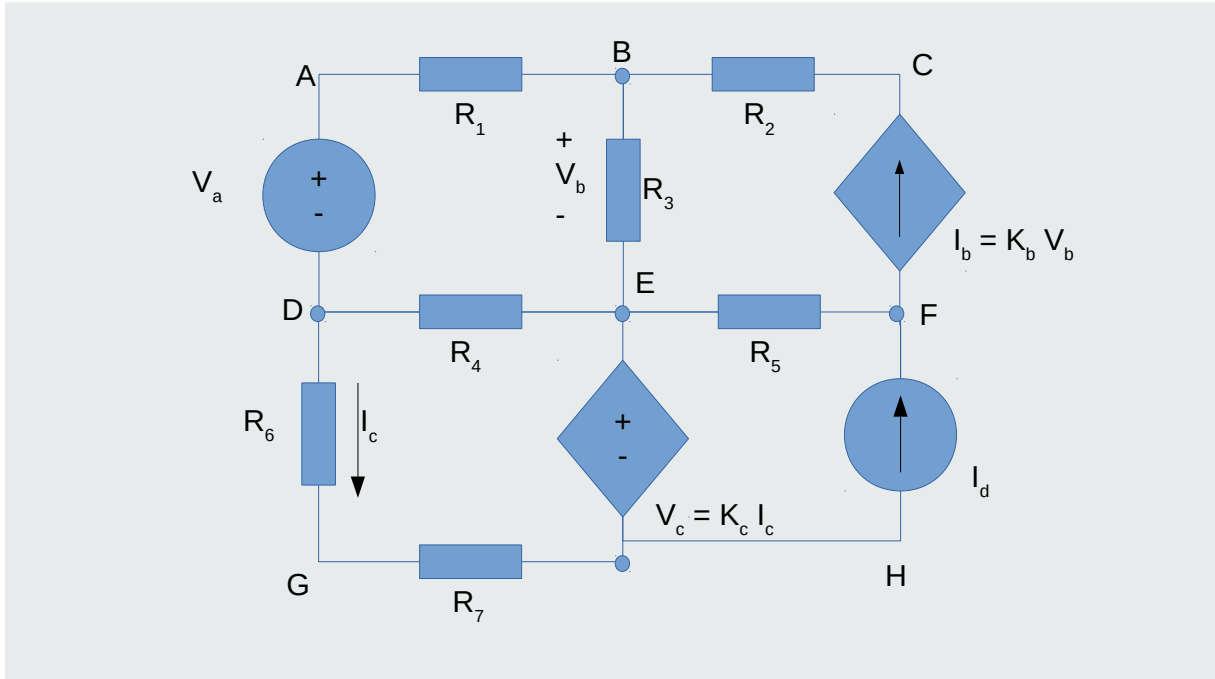 A
B
C
R1
R2
+
Vb
-
R3
Va
+
-
Ib = Kb Vb
D
E
F
R4
R5
R6
Ic
+
-
Id
Vc = Kc Ic
G
R7
H